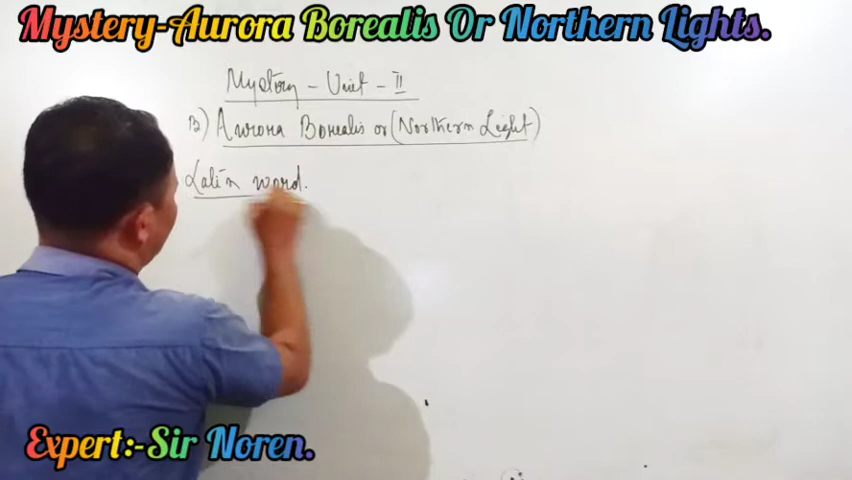 Mystery-Aurora Borealis Or Northern Lights.
Mystery - Unit - II
B) Aurora Borealis or (Northern Light)
Latin word.
Expert:-Sir Noren.